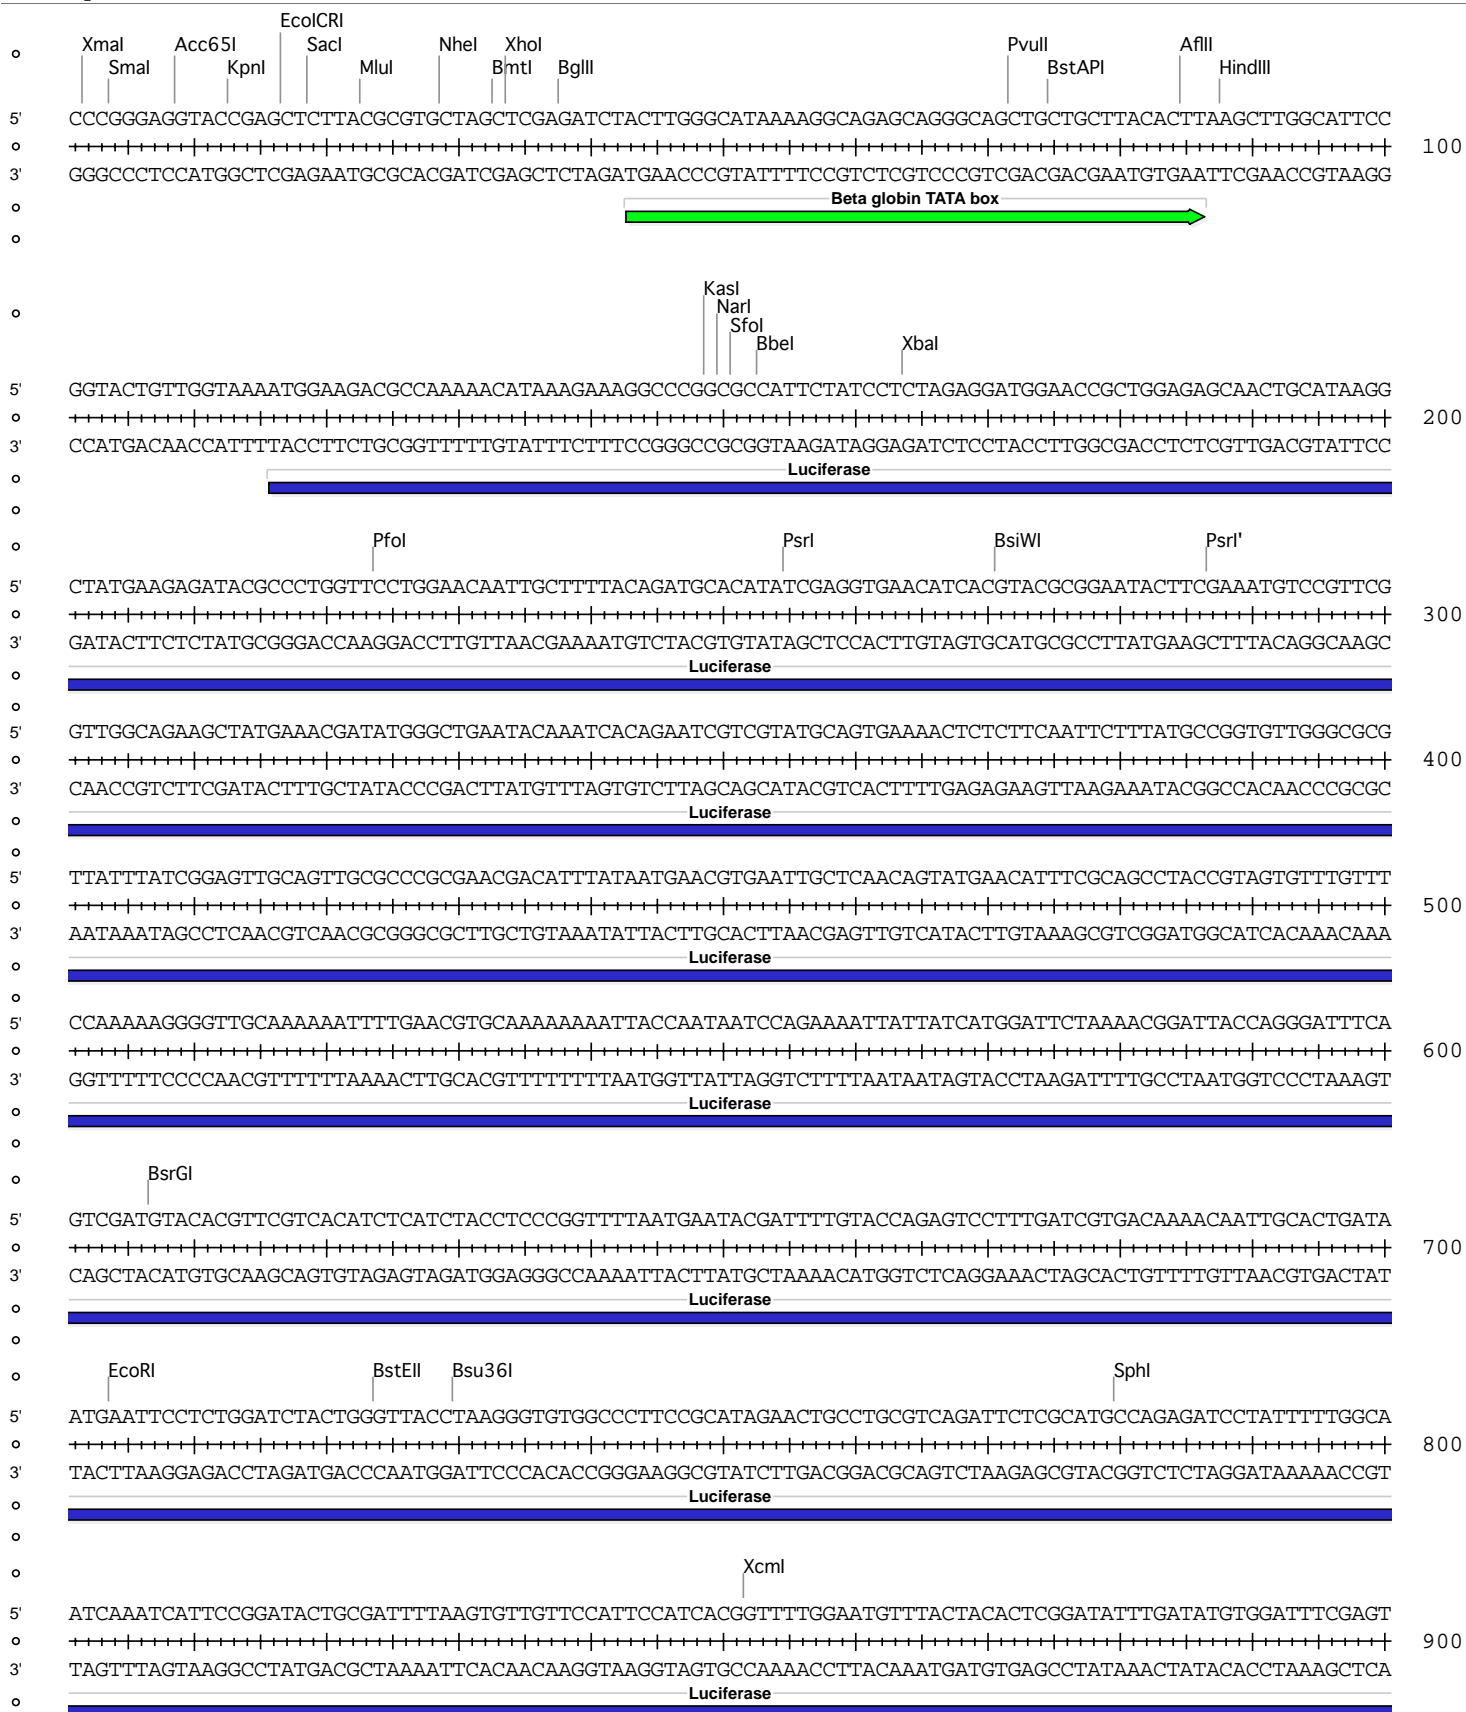 EcoICRI
XmaI Acc65I SacI NheI XhoI PvuII AflII
SmaI KpnI MluI BmtI BglII BstAPI HindIII
5' CCCGGGAGGTACCGAGCTCTTACGCGTGCTAGCTCGAGATCTACTTGGGCATAAAAGGCAGAGCAGGGCAGCTGCTGCTTACACTTAAGCTTGGCATTCC
100
3' GGGCCCTCCATGGCTCGAGAATGCGCACGATCGAGCTCTAGATGAACCCGTATTTTCCGTCTCGTCCCGTCGACGACGAATGTGAATTCGAACCGTAAGG
Beta globin TATA box
KasI
NarI
SfoI
BbeI XbaI
5' GGTACTGTTGGTAAAATGGAAGACGCCAAAAACATAAAGAAAGGCCCGGCGCCATTCTATCCTCTAGAGGATGGAACCGCTGGAGAGCAACTGCATAAGG
200
3' CCATGACAACCATTTTACCTTCTGCGGTTTTTGTATTTCTTTCCGGGCCGCGGTAAGATAGGAGATCTCCTACCTTGGCGACCTCTCGTTGACGTATTCC
Luciferase
PfoI PsrI BsiWI PsrI'
5' CTATGAAGAGATACGCCCTGGTTCCTGGAACAATTGCTTTTACAGATGCACATATCGAGGTGAACATCACGTACGCGGAATACTTCGAAATGTCCGTTCG
300
3' GATACTTCTCTATGCGGGACCAAGGACCTTGTTAACGAAAATGTCTACGTGTATAGCTCCACTTGTAGTGCATGCGCCTTATGAAGCTTTACAGGCAAGC
Luciferase
5' GTTGGCAGAAGCTATGAAACGATATGGGCTGAATACAAATCACAGAATCGTCGTATGCAGTGAAAACTCTCTTCAATTCTTTATGCCGGTGTTGGGCGCG
400
3' CAACCGTCTTCGATACTTTGCTATACCCGACTTATGTTTAGTGTCTTAGCAGCATACGTCACTTTTGAGAGAAGTTAAGAAATACGGCCACAACCCGCGC
Luciferase
5' TTATTTATCGGAGTTGCAGTTGCGCCCGCGAACGACATTTATAATGAACGTGAATTGCTCAACAGTATGAACATTTCGCAGCCTACCGTAGTGTTTGTTT
500
3' AATAAATAGCCTCAACGTCAACGCGGGCGCTTGCTGTAAATATTACTTGCACTTAACGAGTTGTCATACTTGTAAAGCGTCGGATGGCATCACAAACAAA
Luciferase
5' CCAAAAAGGGGTTGCAAAAAATTTTGAACGTGCAAAAAAAATTACCAATAATCCAGAAAATTATTATCATGGATTCTAAAACGGATTACCAGGGATTTCA
600
3' GGTTTTTCCCCAACGTTTTTTAAAACTTGCACGTTTTTTTTAATGGTTATTAGGTCTTTTAATAATAGTACCTAAGATTTTGCCTAATGGTCCCTAAAGT
Luciferase
BsrGI
5' GTCGATGTACACGTTCGTCACATCTCATCTACCTCCCGGTTTTAATGAATACGATTTTGTACCAGAGTCCTTTGATCGTGACAAAACAATTGCACTGATA
700
3' CAGCTACATGTGCAAGCAGTGTAGAGTAGATGGAGGGCCAAAATTACTTATGCTAAAACATGGTCTCAGGAAACTAGCACTGTTTTGTTAACGTGACTAT
Luciferase
EcoRI BstEII Bsu36I SphI
5' ATGAATTCCTCTGGATCTACTGGGTTACCTAAGGGTGTGGCCCTTCCGCATAGAACTGCCTGCGTCAGATTCTCGCATGCCAGAGATCCTATTTTTGGCA
800
3' TACTTAAGGAGACCTAGATGACCCAATGGATTCCCACACCGGGAAGGCGTATCTTGACGGACGCAGTCTAAGAGCGTACGGTCTCTAGGATAAAAACCGT
Luciferase
XcmI
5' ATCAAATCATTCCGGATACTGCGATTTTAAGTGTTGTTCCATTCCATCACGGTTTTGGAATGTTTACTACACTCGGATATTTGATATGTGGATTTCGAGT
900
3' TAGTTTAGTAAGGCCTATGACGCTAAAATTCACAACAAGGTAAGGTAGTGCCAAAACCTTACAAATGATGTGAGCCTATAAACTATACACCTAAAGCTCA
Luciferase